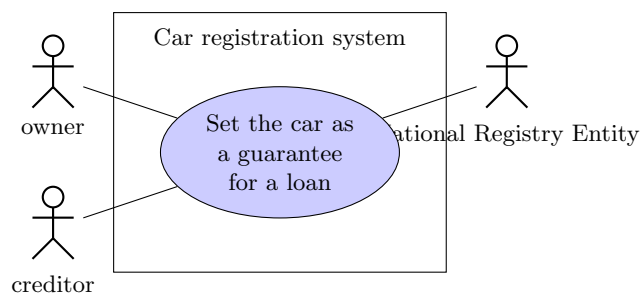 Car registration system
owner
Set the car as
a guarantee
for a loan
ational Registry Entity
creditor